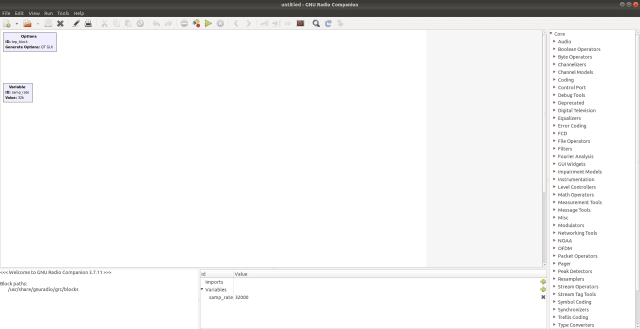 untitled - GNU Radio Companion
File Edit View Run Tools Help
Options
ID: top_block
Generate Options: QT GUI
Variable
ID: samp_rate
Value: 32k
Core
Audio
Boolean Operators
Byte Operators
Channelizers
Channel Models
Coding
Control Port
Debug Tools
Deprecated
Digital Television
Equalizers
Error Coding
FCD
File Operators
Filters
Fourier Analysis
GUI Widgets
Impairment Models
Instrumentation
Level Controllers
Math Operators
Measurement Tools
Message Tools
Misc
Modulators
Networking Tools
NOAA
OFDM
Packet Operators
Pager
Peak Detectors
Resamplers
Stream Operators
Stream Tag Tools
Symbol Coding
Synchronizers
Trellis Coding
Type Converters
<<< Welcome to GNU Radio Companion 3.7.11 >>>
Block paths:
/usr/share/gnuradio/grc/blocks
Id Value
Imports
Variables
samp_rate 32000